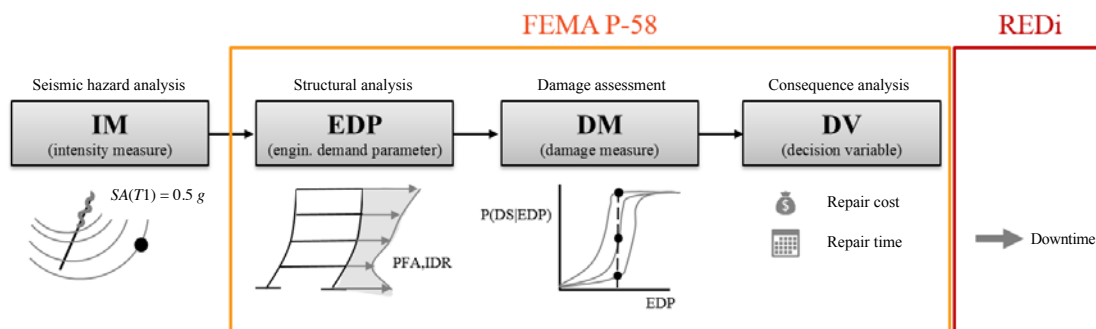 FEMA P-58
REDi
Seismic hazard analysis
Structural analysis
Damage assessment
Consequence analysis
IM
(intensity measure)
EDP
(engin. demand parameter)
DM
(damage measure)
DV
(decision variable)
SA(T1) = 0.5 g
PFA,IDR
P(DS|EDP)
EDP
$
Repair cost
Repair time
Downtime